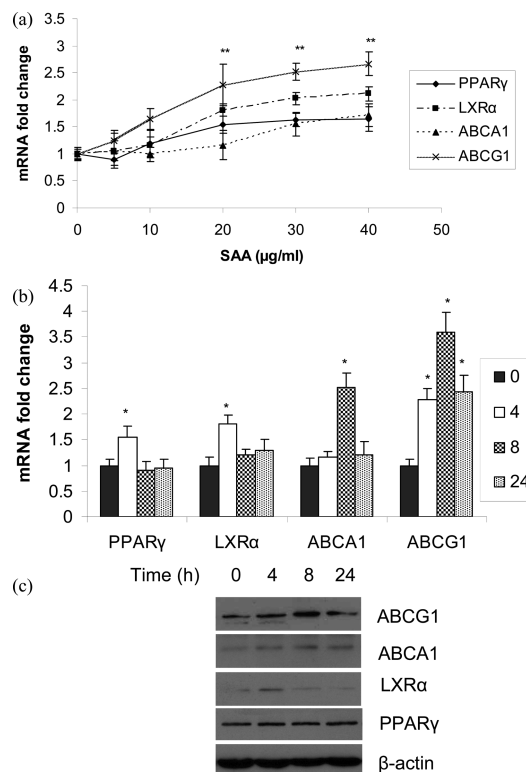 (a)
3.5
3
2.5
2
1.5
1
0.5
0
mRNA fold change
** ** **
0 10 20 30 40 50
SAA (µg/ml)
PPARγ
LXRα
ABCA1
ABCG1
(b)
4.5
4
3.5
3
2.5
2
1.5
1
0.5
0
mRNA fold change
* * * * * *
PPARγ LXRα ABCA1 ABCG1
0
4
8
24
Time (h) 0 4 8 24
(c)
ABCG1
ABCA1
LXRα
PPARγ
β-actin